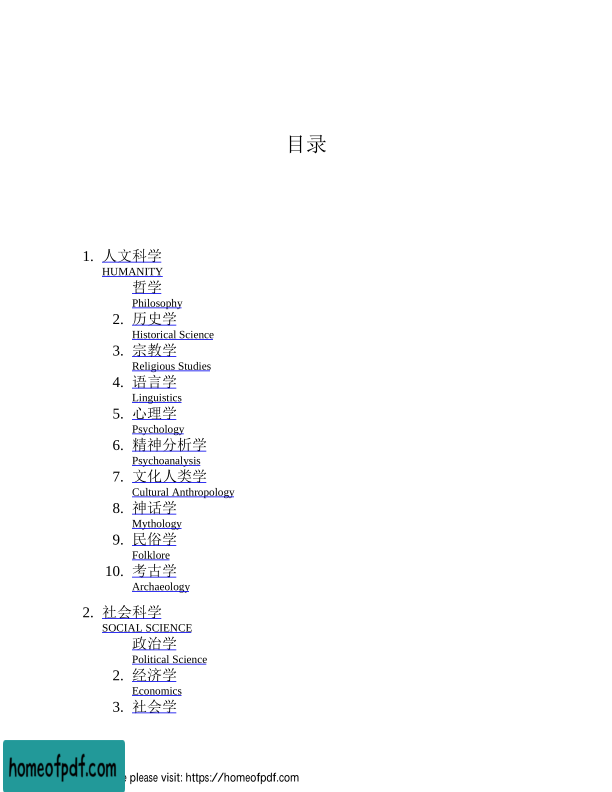 目录
1. 人文科学
HUMANITY
哲学
Philosophy
2. 历史学
Historical Science
3. 宗教学
Religious Studies
4. 语言学
Linguistics
5. 心理学
Psychology
6. 精神分析学
Psychoanalysis
7. 文化人类学
Cultural Anthropology
8. 神话学
Mythology
9. 民俗学
Folklore
10. 考古学
Archaeology
2. 社会科学
SOCIAL SCIENCE
政治学
Political Science
2. 经济学
Economics
3. 社会学
homeofpdf.com
e please visit: https://homeofpdf.com